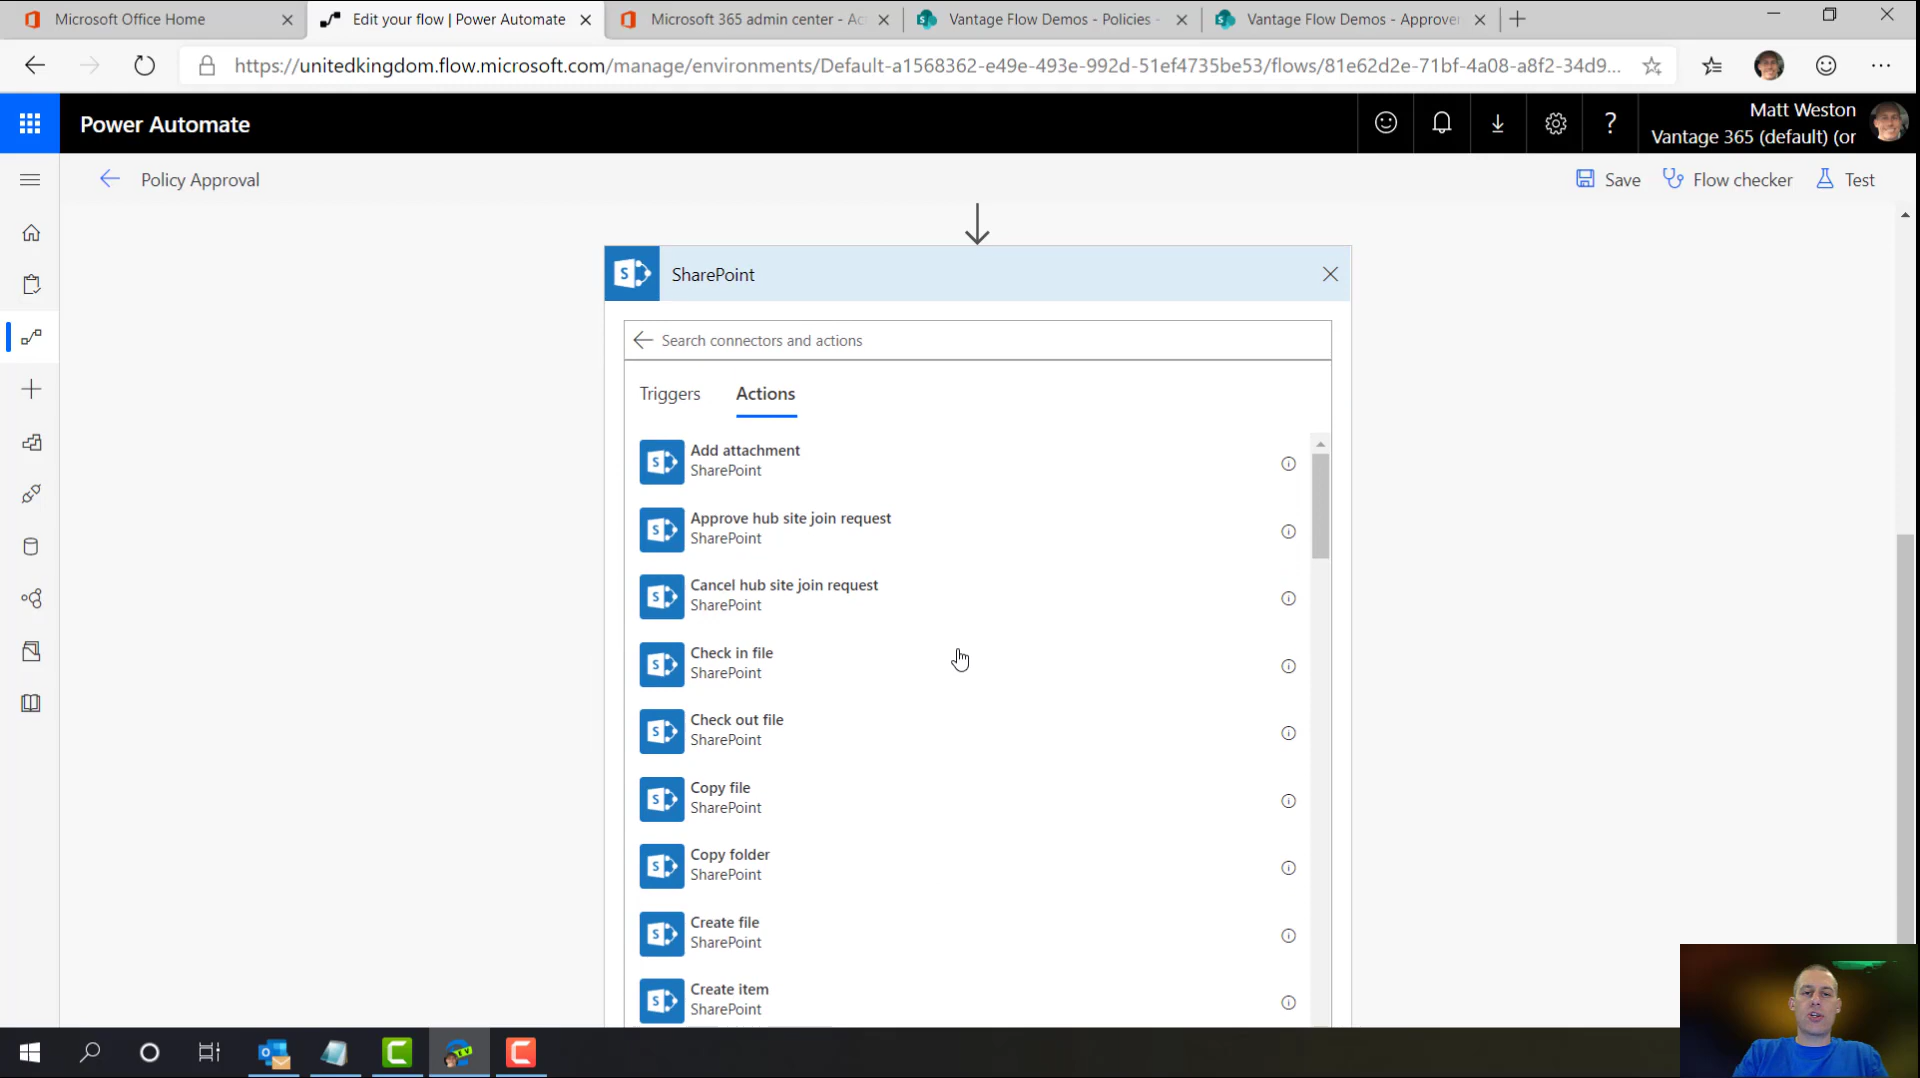 Microsoft Office Home
Edit your flow | Power Automate
Microsoft 365 admin center - Ac
Vantage Flow Demos - Policies -
Vantage Flow Demos - Approver
https://unitedkingdom.flow.microsoft.com/manage/environments/Default-a1568362-e49e-493e-992d-51ef4735be53/flows/81e62d2e-71bf-4a08-a8f2-34d9...
Power Automate
Matt Weston
Vantage 365 (default) (or
Policy Approval
Save
Flow checker
Test
SharePoint
Search connectors and actions
Triggers
Actions
Add attachment
SharePoint
Approve hub site join request
SharePoint
Cancel hub site join request
SharePoint
Check in file
SharePoint
Check out file
SharePoint
Copy file
SharePoint
Copy folder
SharePoint
Create file
SharePoint
Create item
SharePoint